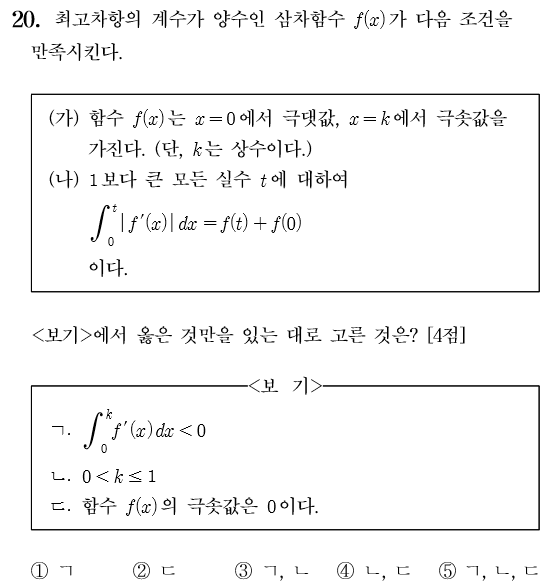 20. 최고차항의 계수가 양수인 삼차함수 f(x)가 다음 조건을
만족시킨다.
(가) 함수 f(x)는 x=0에서 극댓값, x=k에서 극솟값을
가진다. (단, k는 상수이다.)
(나) 1보다 큰 모든 실수 t에 대하여
∫₀ᵗ|f′(x)|dx=f(t)+f(0)
이다.
<보기>에서 옳은 것만을 있는 대로 고른 것은? [4점]
<보 기>
ㄱ. ∫₀ᵏf′(x)dx<0
ㄴ. 0<k≤1
ㄷ. 함수 f(x)의 극솟값은 0이다.
① ㄱ ② ㄷ ③ ㄱ, ㄴ ④ ㄴ, ㄷ ⑤ ㄱ, ㄴ, ㄷ